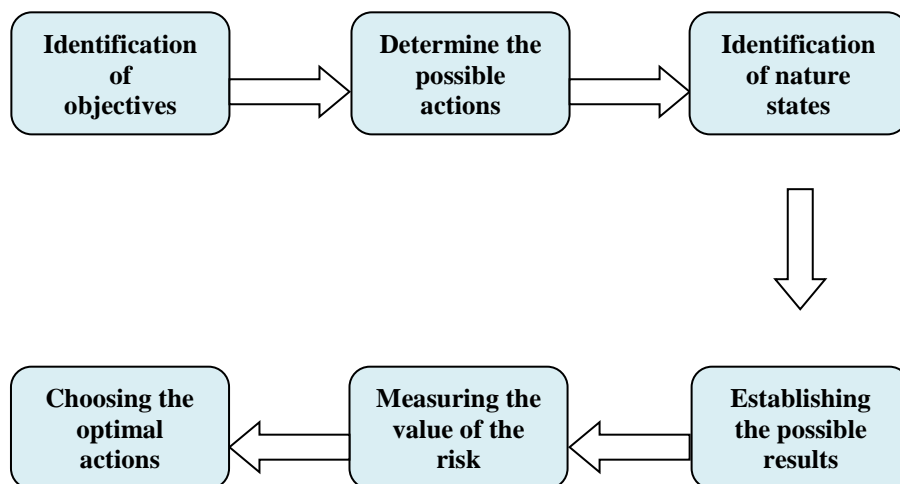 Identification
of
objectives
Determine the
possible
actions
Identification
of nature
states
Establishing
the possible
results
Measuring the
value of the
risk
Choosing the
optimal
actions